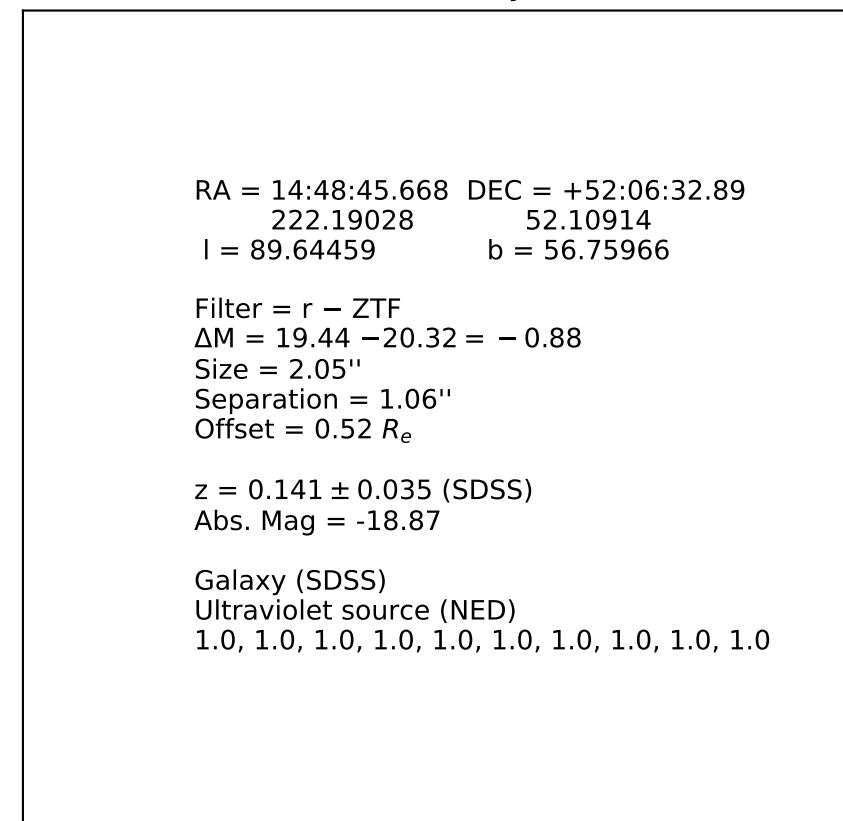 RA = 14:48:45.668 DEC = +52:06:32.89
222.19028 52.10914
l = 89.64459 b = 56.75966
Filter = r − ZTF
ΔM = 19.44 −20.32 = − 0.88
Size = 2.05''
Separation = 1.06''
Offset = 0.52 Rₑ
z = 0.141 ± 0.035 (SDSS)
Abs. Mag = -18.87
Galaxy (SDSS)
Ultraviolet source (NED)
1.0, 1.0, 1.0, 1.0, 1.0, 1.0, 1.0, 1.0, 1.0, 1.0